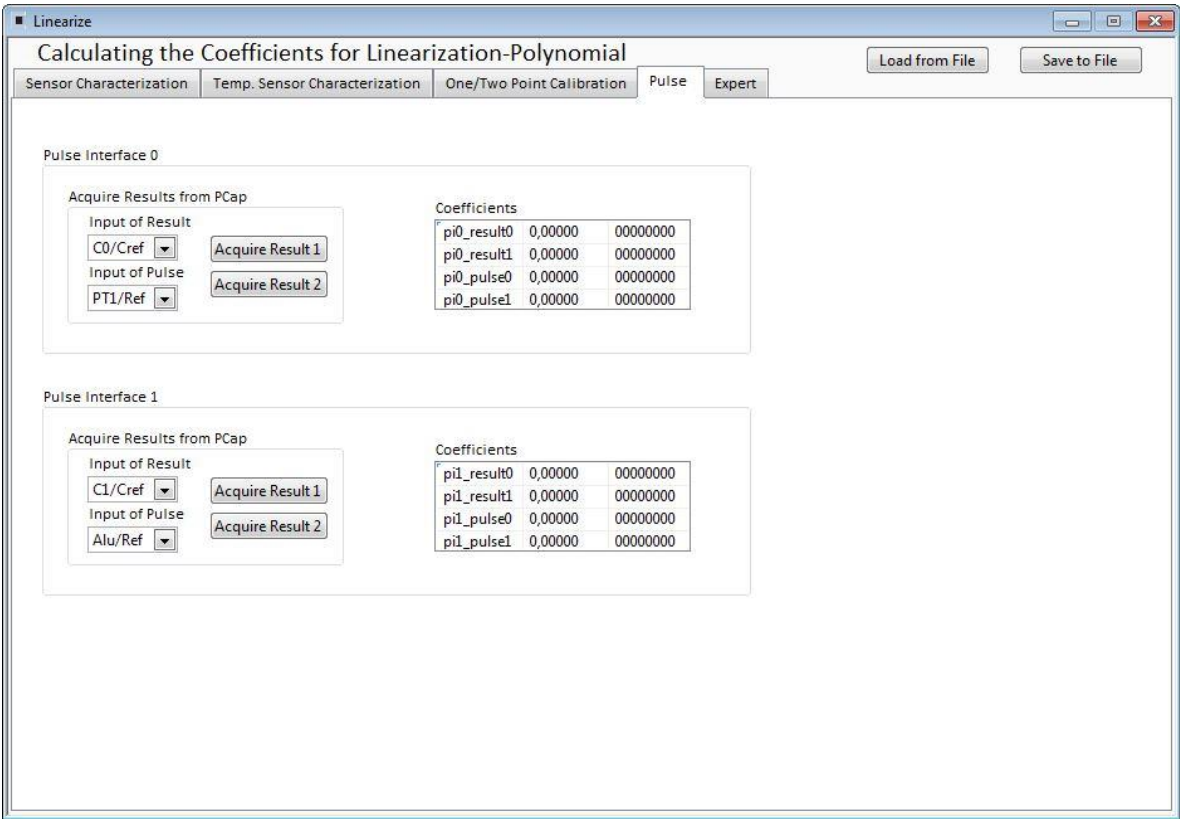 Linearize
Calculating the Coefficients for Linearization-Polynomial
Load from File
Save to File
Sensor Characterization
Temp. Sensor Characterization
One/Two Point Calibration
Pulse
Expert
Pulse Interface 0
Acquire Results from PCap
Input of Result
C0/Cref
Acquire Result 1
Input of Pulse
PT1/Ref
Acquire Result 2
Coefficients
pi0_result0 0,00000 00000000
pi0_result1 0,00000 00000000
pi0_pulse0 0,00000 00000000
pi0_pulse1 0,00000 00000000
Pulse Interface 1
Acquire Results from PCap
Input of Result
C1/Cref
Acquire Result 1
Input of Pulse
Alu/Ref
Acquire Result 2
Coefficients
pi1_result0 0,00000 00000000
pi1_result1 0,00000 00000000
pi1_pulse0 0,00000 00000000
pi1_pulse1 0,00000 00000000